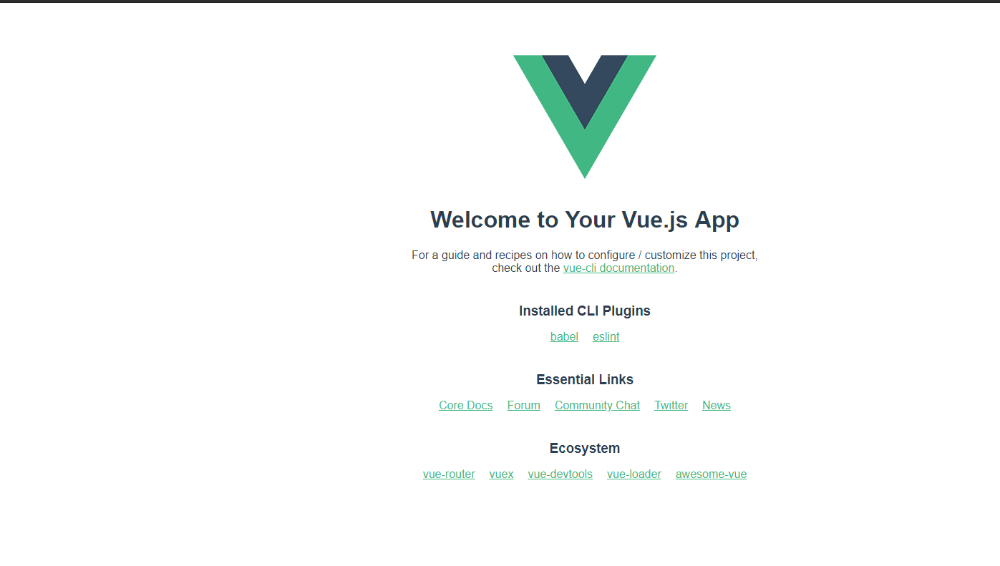 Welcome to Your Vue.js App
For a guide and recipes on how to configure / customize this project,
check out the vue-cli documentation.
Installed CLI Plugins
babel eslint
Essential Links
Core Docs Forum Community Chat Twitter News
Ecosystem
vue-router vuex vue-devtools vue-loader awesome-vue